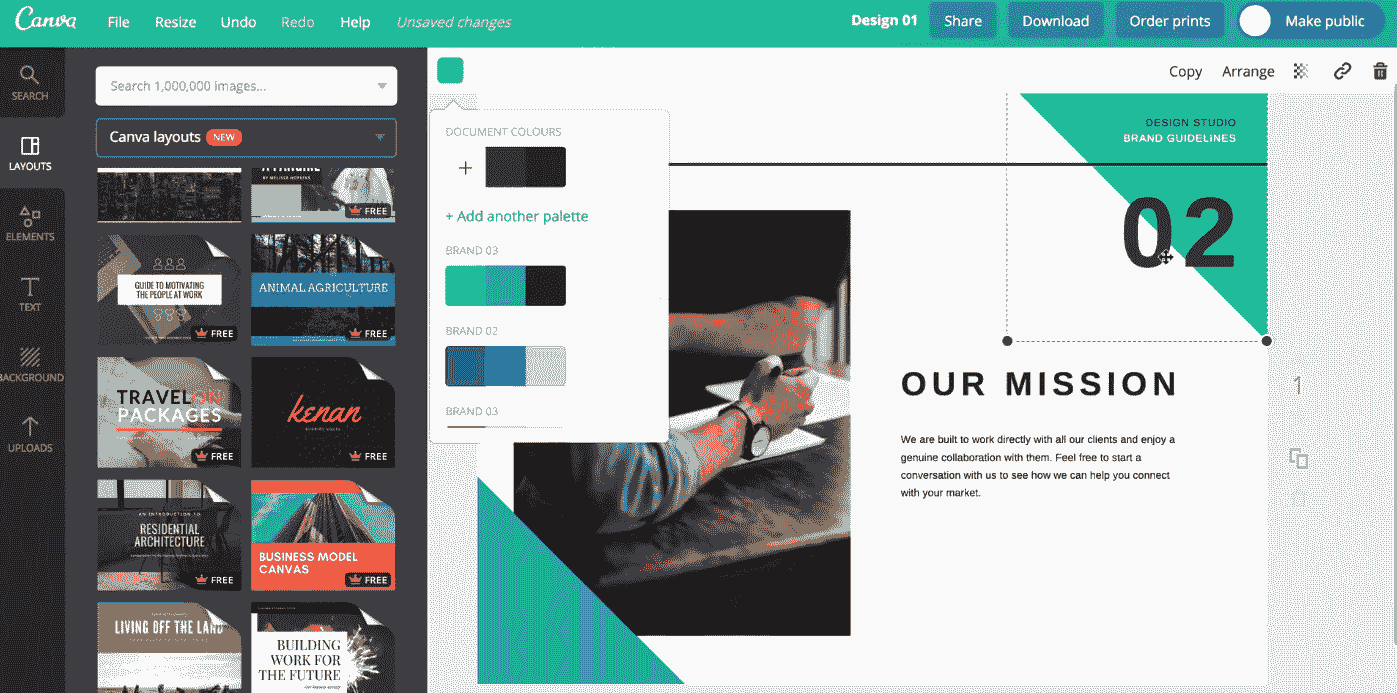 Canva
File
Resize
Undo
Redo
Help
Unsaved changes
Design 01
Share
Download
Order prints
Make public
SEARCH
LAYOUTS
ELEMENTS
TEXT
BACKGROUND
UPLOADS
Search 1,000,000 images...
Canva layouts NEW
FREE
GUIDE TO MOTIVATING
THE PEOPLE AT WORK
FREE
ANIMAL AGRICULTURE
FREE
TRAVELON
PACKAGES
FREE
kenan
FREE
AN INTRODUCTION TO
RESIDENTIAL
ARCHITECTURE
FREE
BUSINESS MODEL
CANVAS
FREE
LIVING OFF THE LAND
BUILDING
WORK FOR
THE FUTURE
DOCUMENT COLOURS
+
+ Add another palette
BRAND 03
BRAND 02
BRAND 03
Copy
Arrange
DESIGN STUDIO
BRAND GUIDELINES
02
OUR MISSION
We are built to work directly with all our clients and enjoy a
genuine collaboration with them. Feel free to start a
conversation with us to see how we can help you connect
with your market.
1